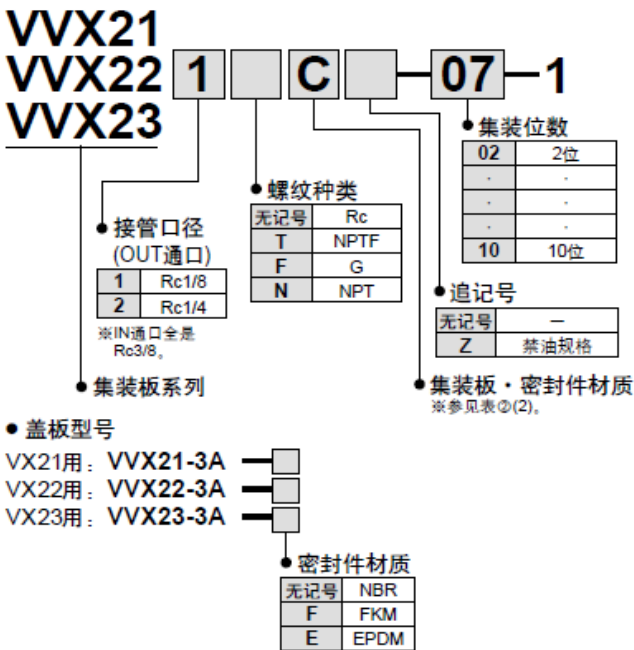 VVX21
VVX22 1 C — 07 — 1
VVX23
● 集装位数
02 2位
· ·
· ·
· ·
10 10位
● 螺纹种类
无记号 Rc
T NPTF
F G
N NPT
● 接管口径
(OUT通口)
1 Rc1/8
2 Rc1/4
※IN通口全是
Rc3/8。
● 追记号
无记号 —
Z 禁油规格
● 集装板系列
● 集装板・密封件材质
※参见表②(2)。
● 盖板型号
VX21用：VVX21-3A —
VX22用：VVX22-3A —
VX23用：VVX23-3A —
● 密封件材质
无记号 NBR
F FKM
E EPDM